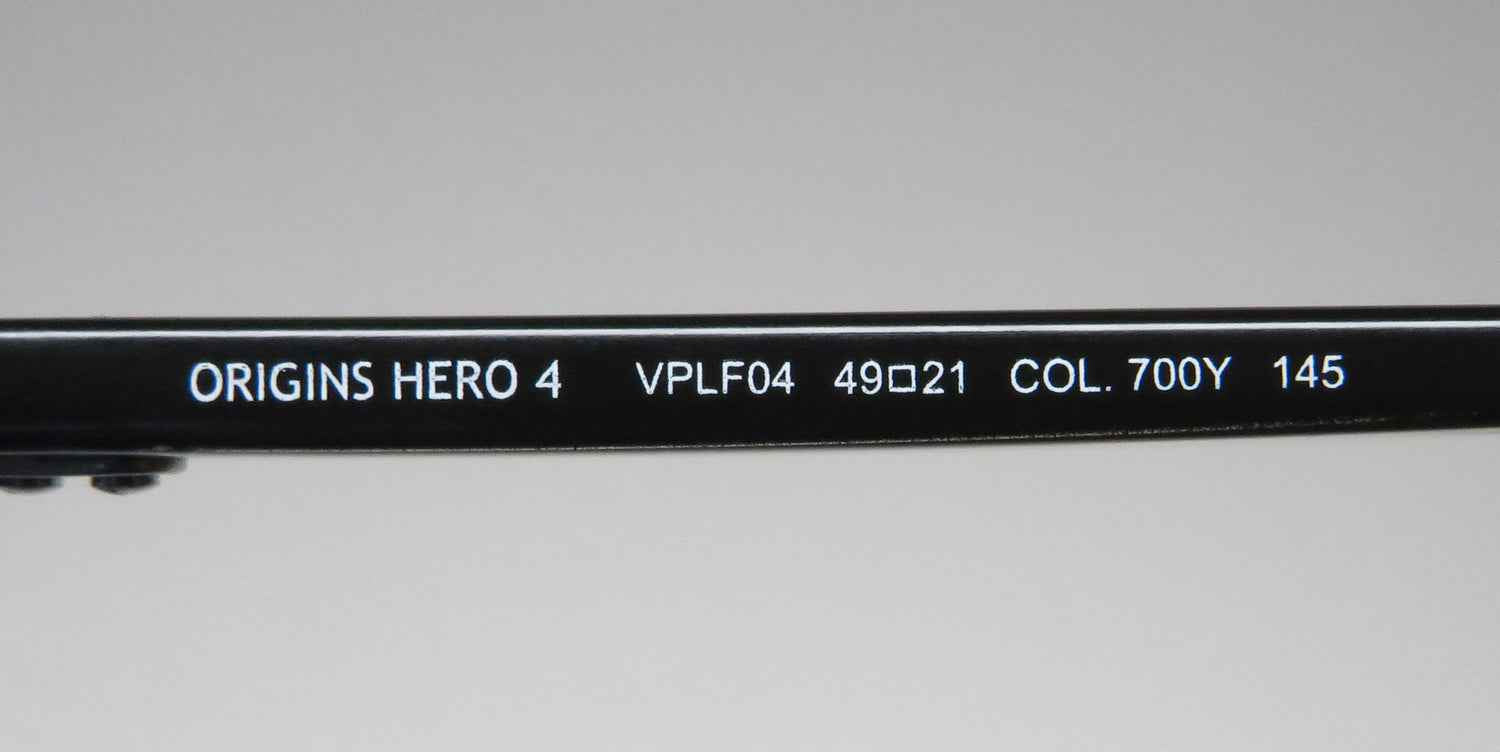 ORIGINS HERO 4 VPLF04 49□21 COL. 700Y 145